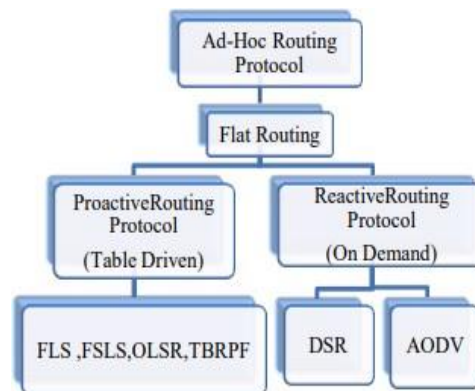 Ad-Hoc Routing
Protocol
Flat Routing
ProactiveRouting
Protocol
(Table Driven)
ReactiveRouting
Protocol
(On Demand)
FLS ,FSLS,OLSR,TBRPF
DSR
AODV